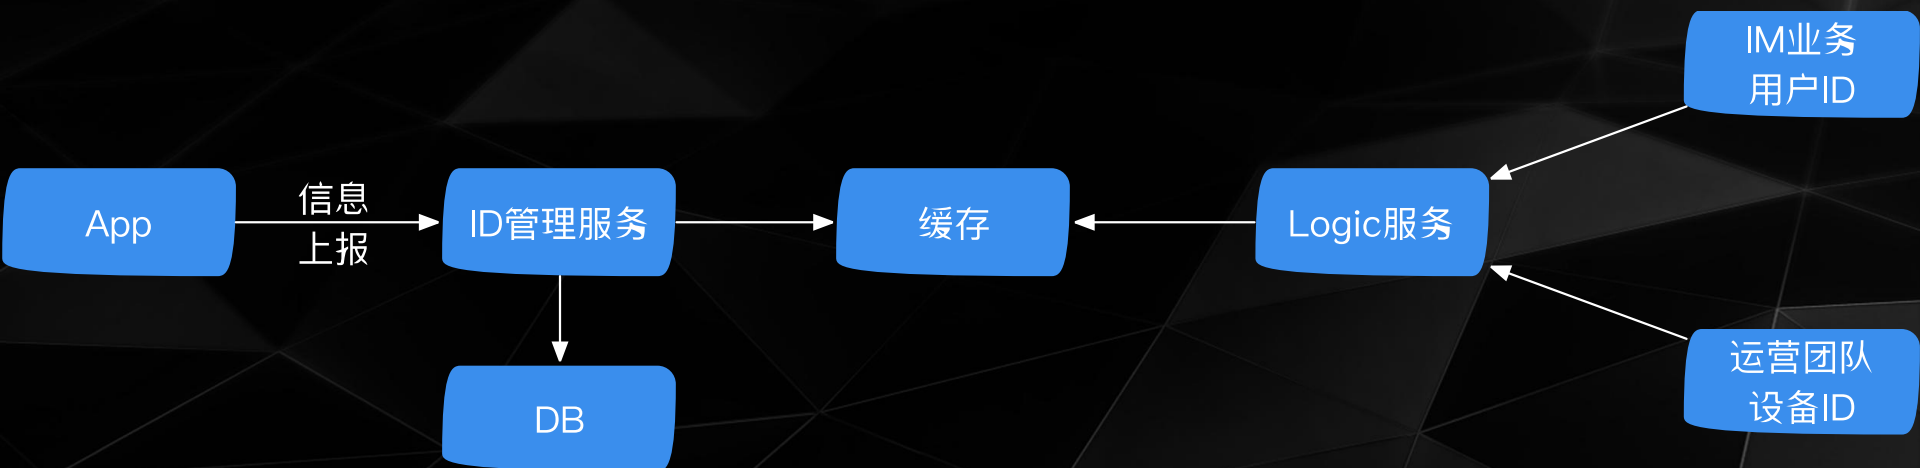 IM业务
用户ID
App
信息
上报
ID管理服务
缓存
Logic服务
DB
运营团队
设备ID